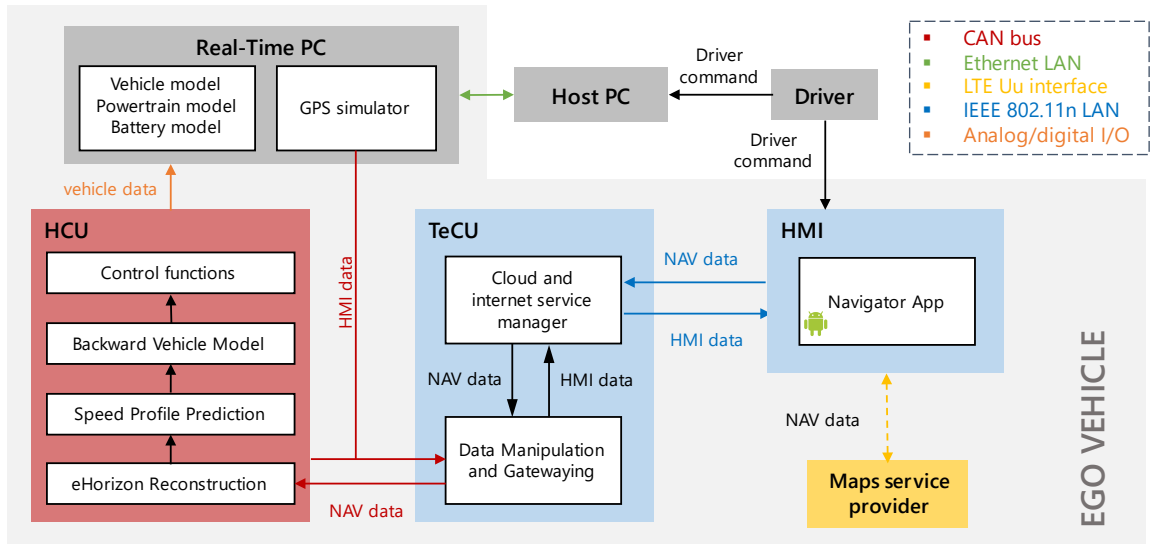 Real-Time PC
Vehicle model
Powertrain model
Battery model
GPS simulator
Host PC
Driver
command
Driver
Driver
command
CAN bus
Ethernet LAN
LTE Uu interface
IEEE 802.11n LAN
Analog/digital I/O
vehicle data
HMI data
HCU
Control functions
Backward Vehicle Model
Speed Profile Prediction
eHorizon Reconstruction
NAV data
TeCU
Cloud and
internet service
manager
NAV data
HMI data
Data Manipulation
and Gatewaying
NAV data
HMI data
HMI
Navigator App
NAV data
Maps service
provider
EGO VEHICLE